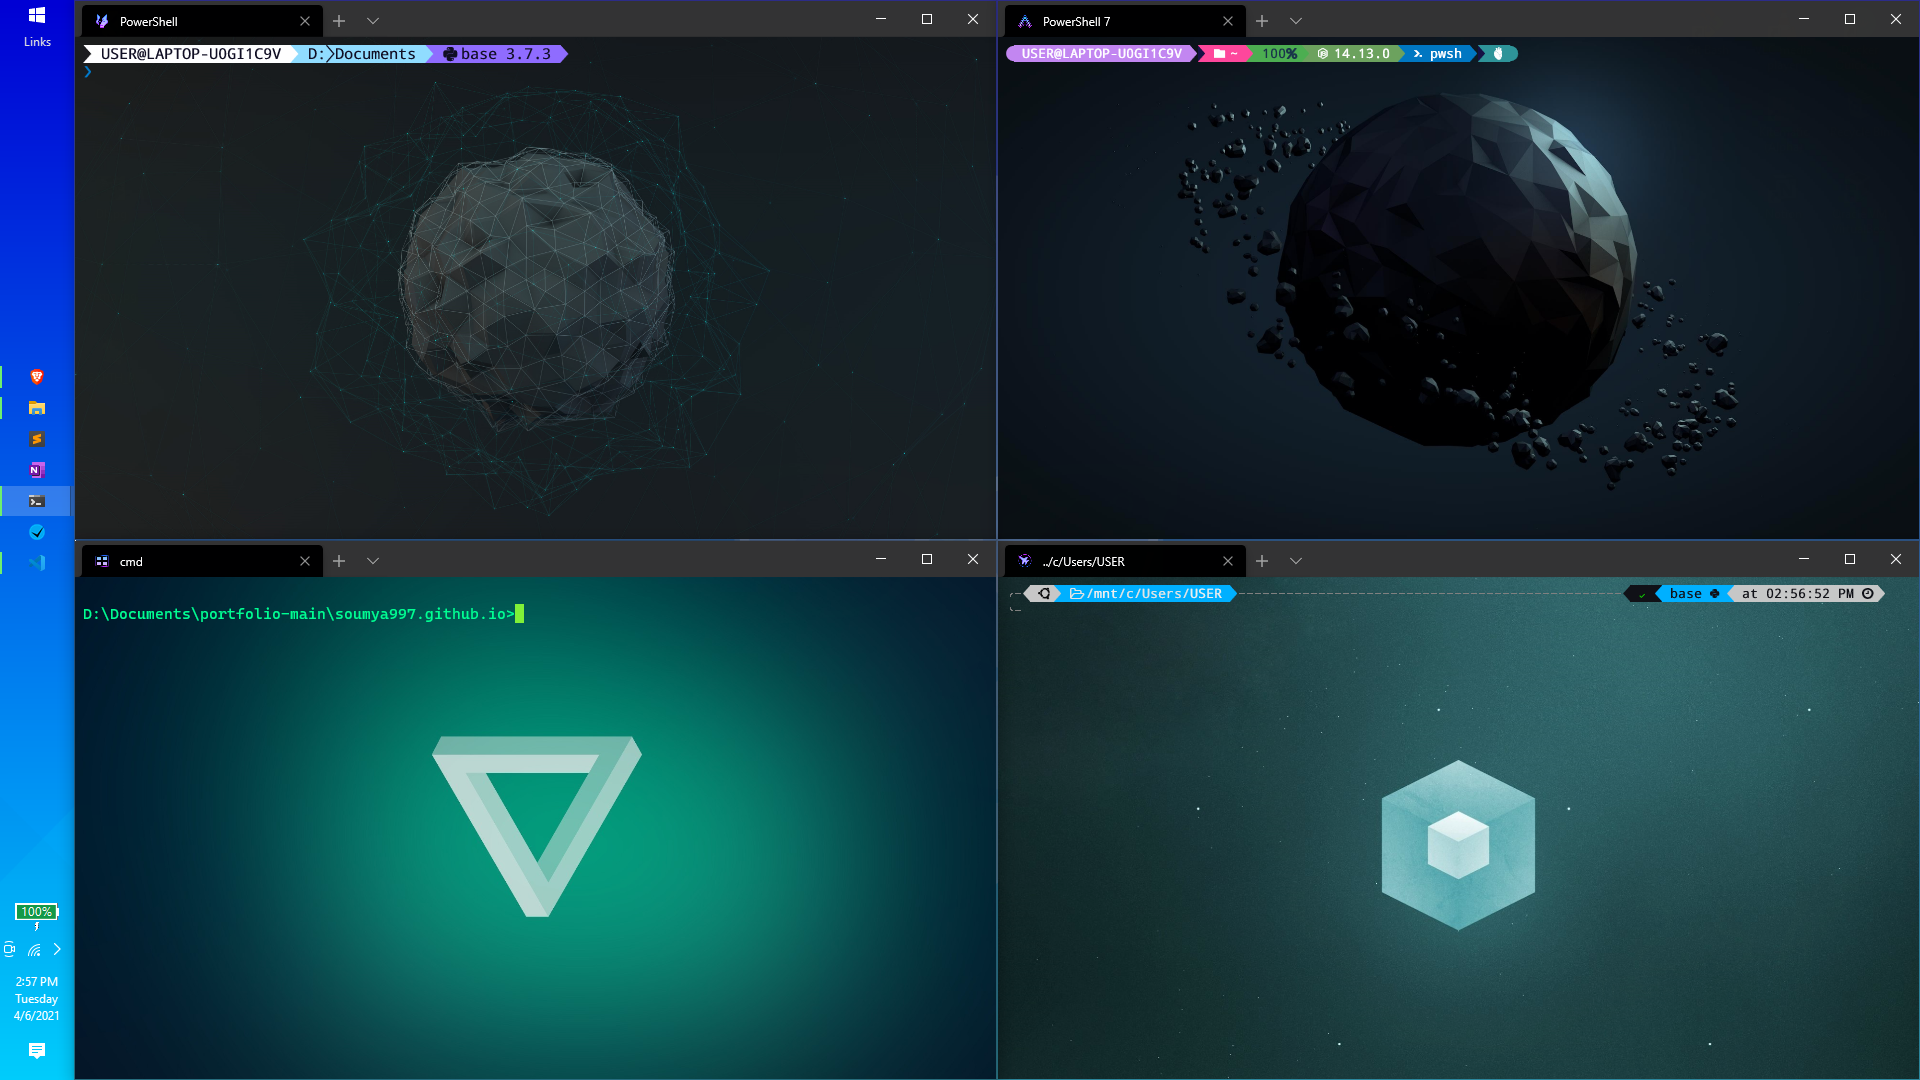 Links
100%
2:57 PM
Tuesday
4/6/2021
PowerShell
USER@LAPTOP-U0GI1C9V D: Documents base 3.7.3
❯
PowerShell 7
USER@LAPTOP-U0GI1C9V ~ 100% 14.13.0 pwsh
cmd
D:\Documents\portfolio-main\soumya997.github.io>
../c/Users/USER
/mnt/c/Users/USER base at 02:56:52 PM